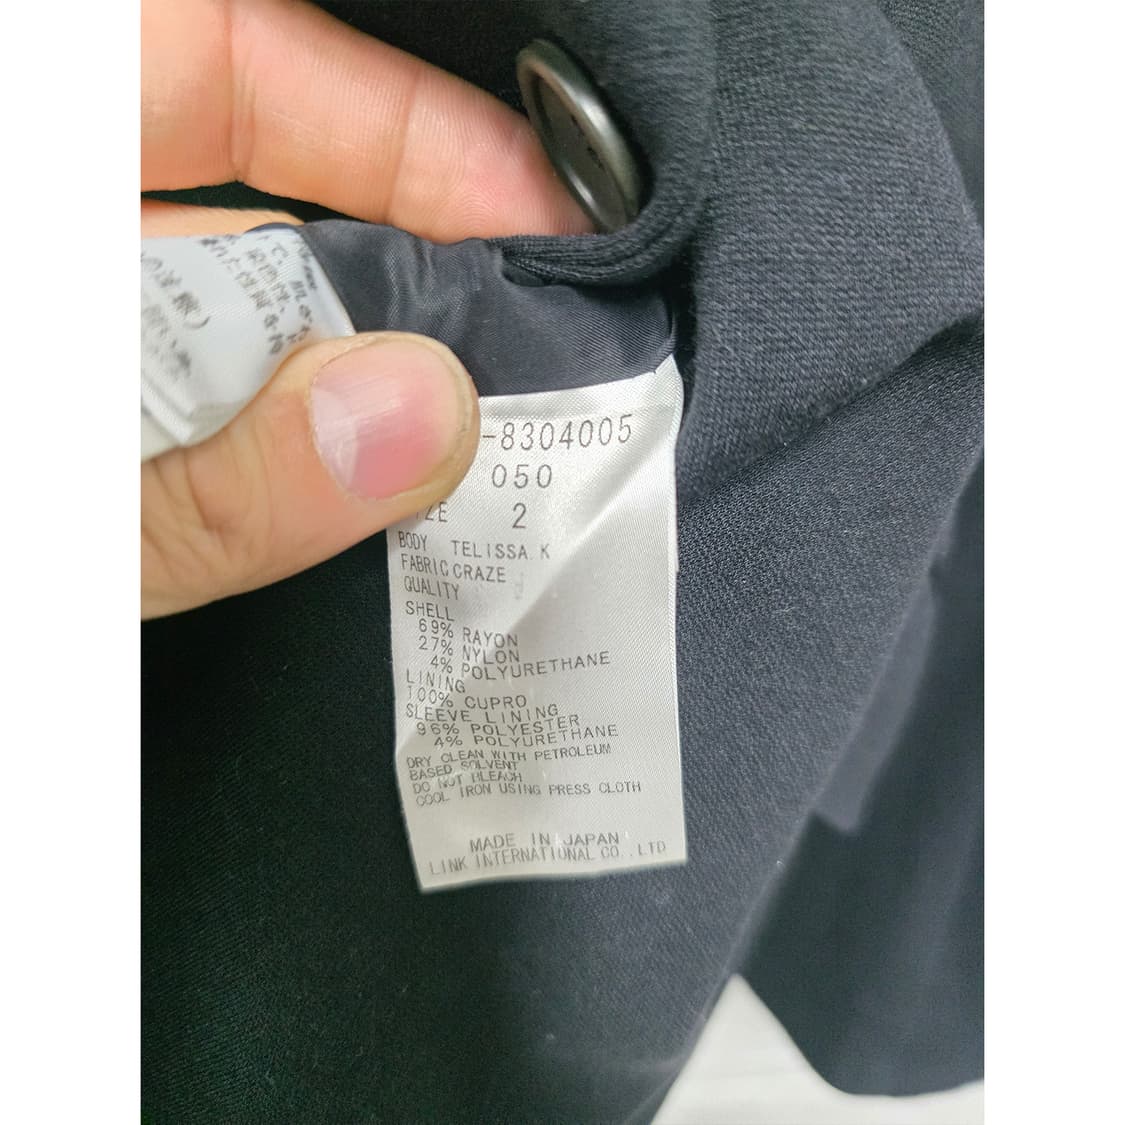 -8304005
050
ZE 2
BODY TELISSA K
FABRIC CRAZE
QUALITY
SHELL
69% RAYON
27% NYLON
4% POLYURETHANE
LINING
100% CUPRO
SLEEVE LINING
96% POLYESTER
4% POLYURETHANE
DRY CLEAN WITH PETROLEUM
BASED SOLVENT
DO NOT BLEACH
COOL IRON USING PRESS CLOTH
MADE IN JAPAN
LINK INTERNATIONAL CO., LTD